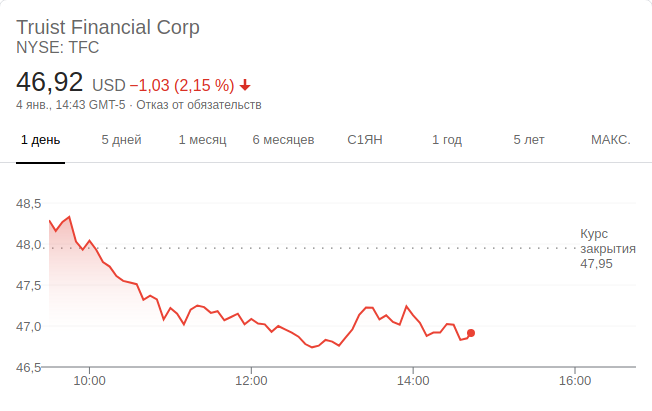 Truist Financial Corp
NYSE: TFC
46,92 USD −1,03 (2,15 %)
4 янв., 14:43 GMT-5 · Отказ от обязательств
1 день 5 дней 1 месяц 6 месяцев С1ЯН 1 год 5 лет МАКС.
48,5
48,0
47,5
47,0
46,5
Курс
закрытия
47,95
10:00 12:00 14:00 16:00